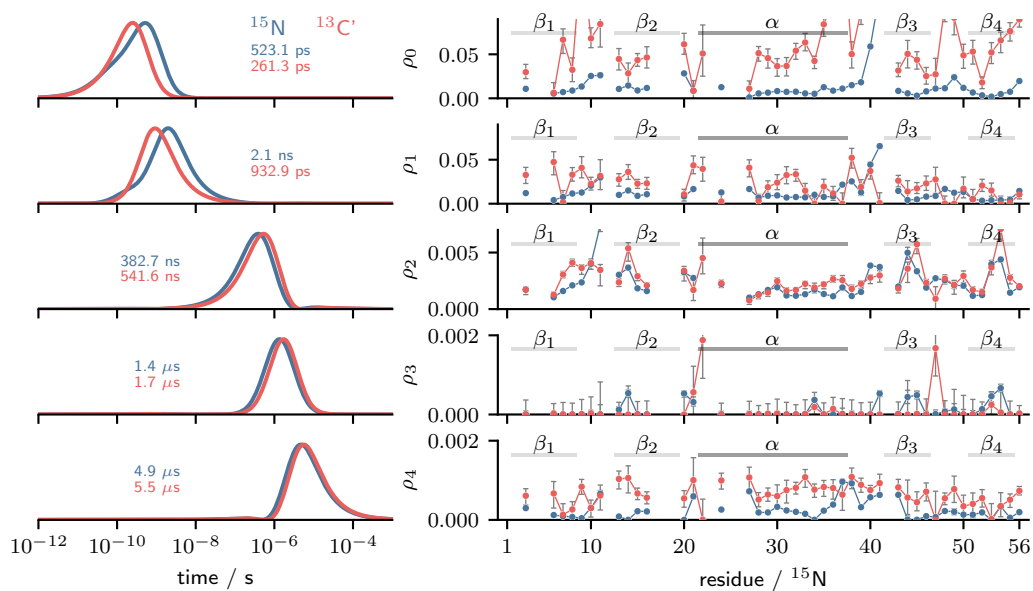 15N 13C'
523.1 ps
261.3 ps
2.1 ns
932.9 ps
382.7 ns
541.6 ns
1.4 μs
1.7 μs
4.9 μs
5.5 μs
10−12 10−10 10−8 10−6 10−4
time / s
ρ0
0.05
0.00
β1 β2 α β3 β4
ρ1
0.05
0.00
β1 β2 α β3 β4
ρ2
0.005
0.000
β1 β2 α β3 β4
ρ3
0.002
0.000
β1 β2 α β3 β4
ρ4
0.002
0.000
β1 β2 α β3 β4
1 10 20 30 40 50 56
residue / 15N